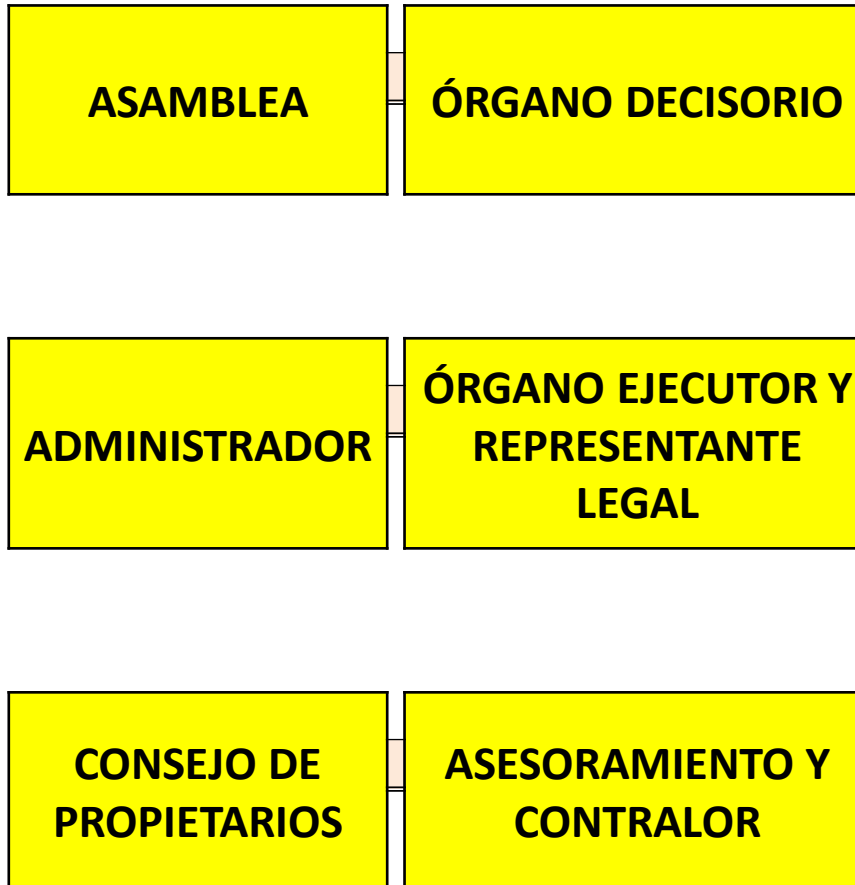 ASAMBLEA
ÓRGANO DECISORIO
ADMINISTRADOR
ÓRGANO EJECUTOR Y
REPRESENTANTE
LEGAL
CONSEJO DE
PROPIETARIOS
ASESORAMIENTO Y
CONTRALOR